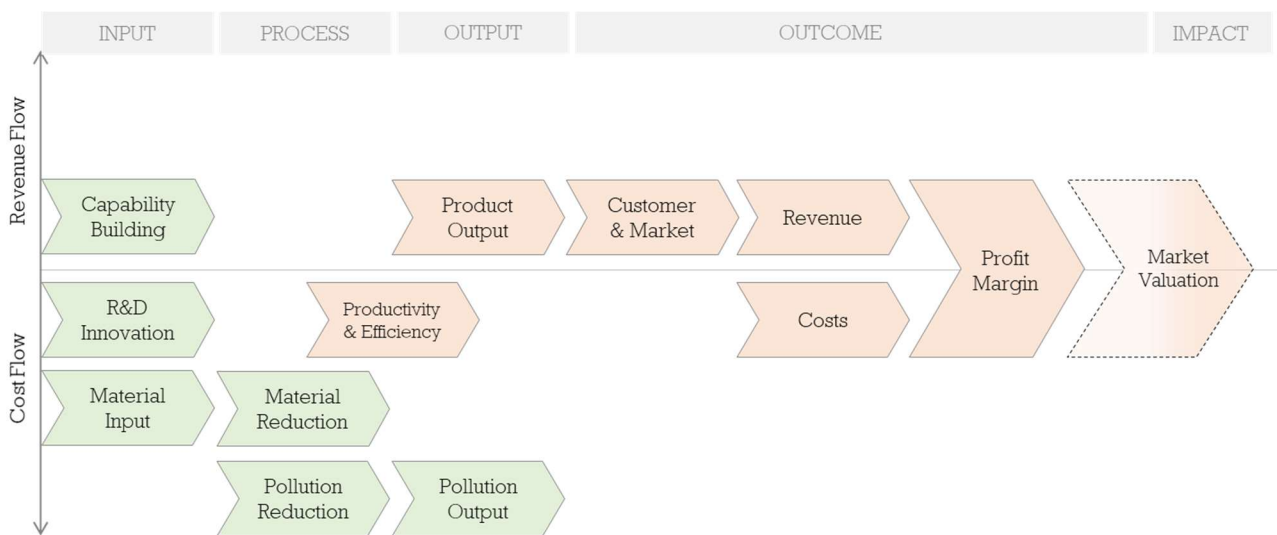 INPUT
PROCESS
OUTPUT
OUTCOME
IMPACT
Revenue Flow
Capability
Building
Product
Output
Customer
& Market
Revenue
Profit
Margin
Market
Valuation
Cost Flow
R&D
Innovation
Productivity
& Efficiency
Costs
Material
Input
Material
Reduction
Pollution
Reduction
Pollution
Output